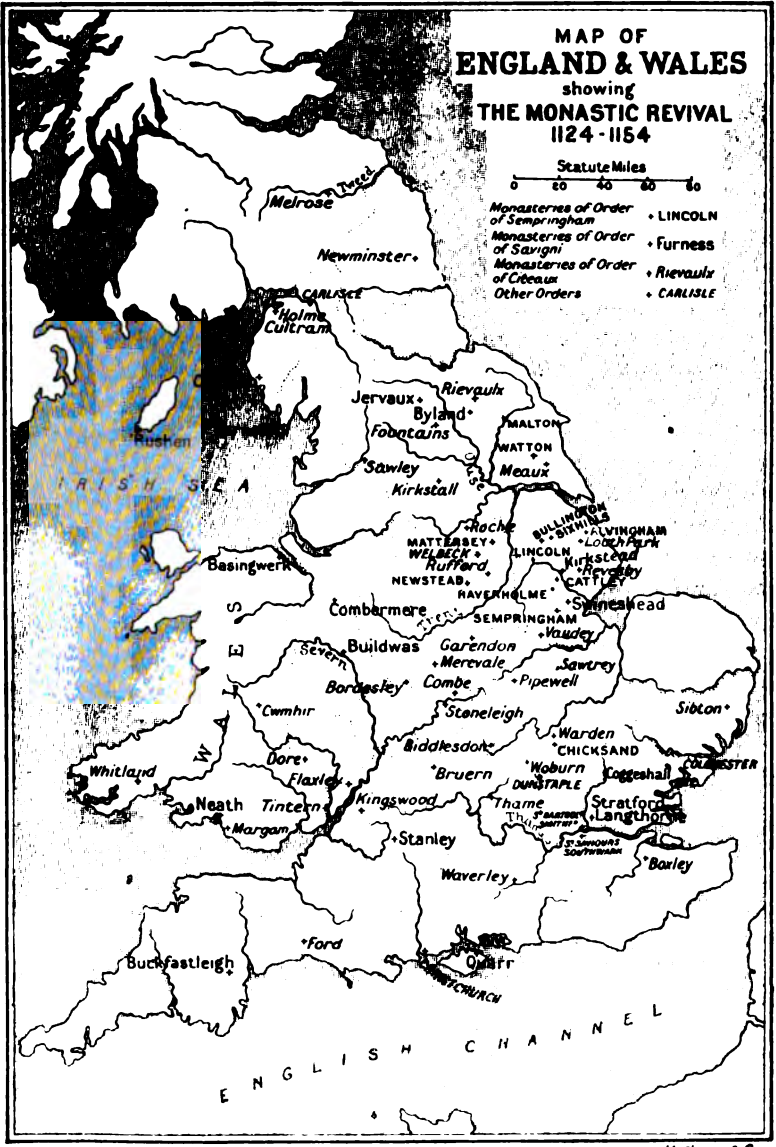 MAP OF
ENGLAND & WALES
showing
THE MONASTIC REVIVAL
1124-1154
Statute Miles
0 20 40 60 80
Monasteries of Order
of Sempringham + LINCOLN
Monasteries of Order
of Savigni + Furness
Monasteries of Order
of Citeaux + Rievaulx
Other Orders + CARLISLE
Tweed
Melrose
Newminster
CARLISLE
Holme
Cultram
Rievaulx
Jervaux
Byland
Fountains
MALTON
WATTON
Meaux
Rushen
Ouse
Sawley
Kirkstall
IRISH SEA
Roche
BULLINGTON
SIXHILLS
ALVINGHAM
Louth Park
MATTERSEY
WELBECK
LINCOLN
Kirkstead
Rufford
Revesby
Basingwerk
NEWSTEAD
CATTLEY
HAVERHOLME
Combermere
Trent
Swineshead
SEMPRINGHAM
Vaudey
WALES
Severn
Buildwas
Garendon
Merevale
Sawtrey
Bordesley
Combe
Pipewell
Cwmhir
Stoneleigh
Sibton
Biddlesdon
Warden
CHICKSAND
Dore
Whitland
Flaxley
Bruern
Woburn
DUNSTAPLE
Coggeshall
COLCHESTER
Neath
Tintern
Kingswood
Thame
Stratford
Langthorne
Margam
Stanley
ST SAVIOURS
SOUTHWARK
Boxley
Waverley
Ford
Buckfastleigh
Quarr
CHRISTCHURCH
ENGLISH CHANNEL